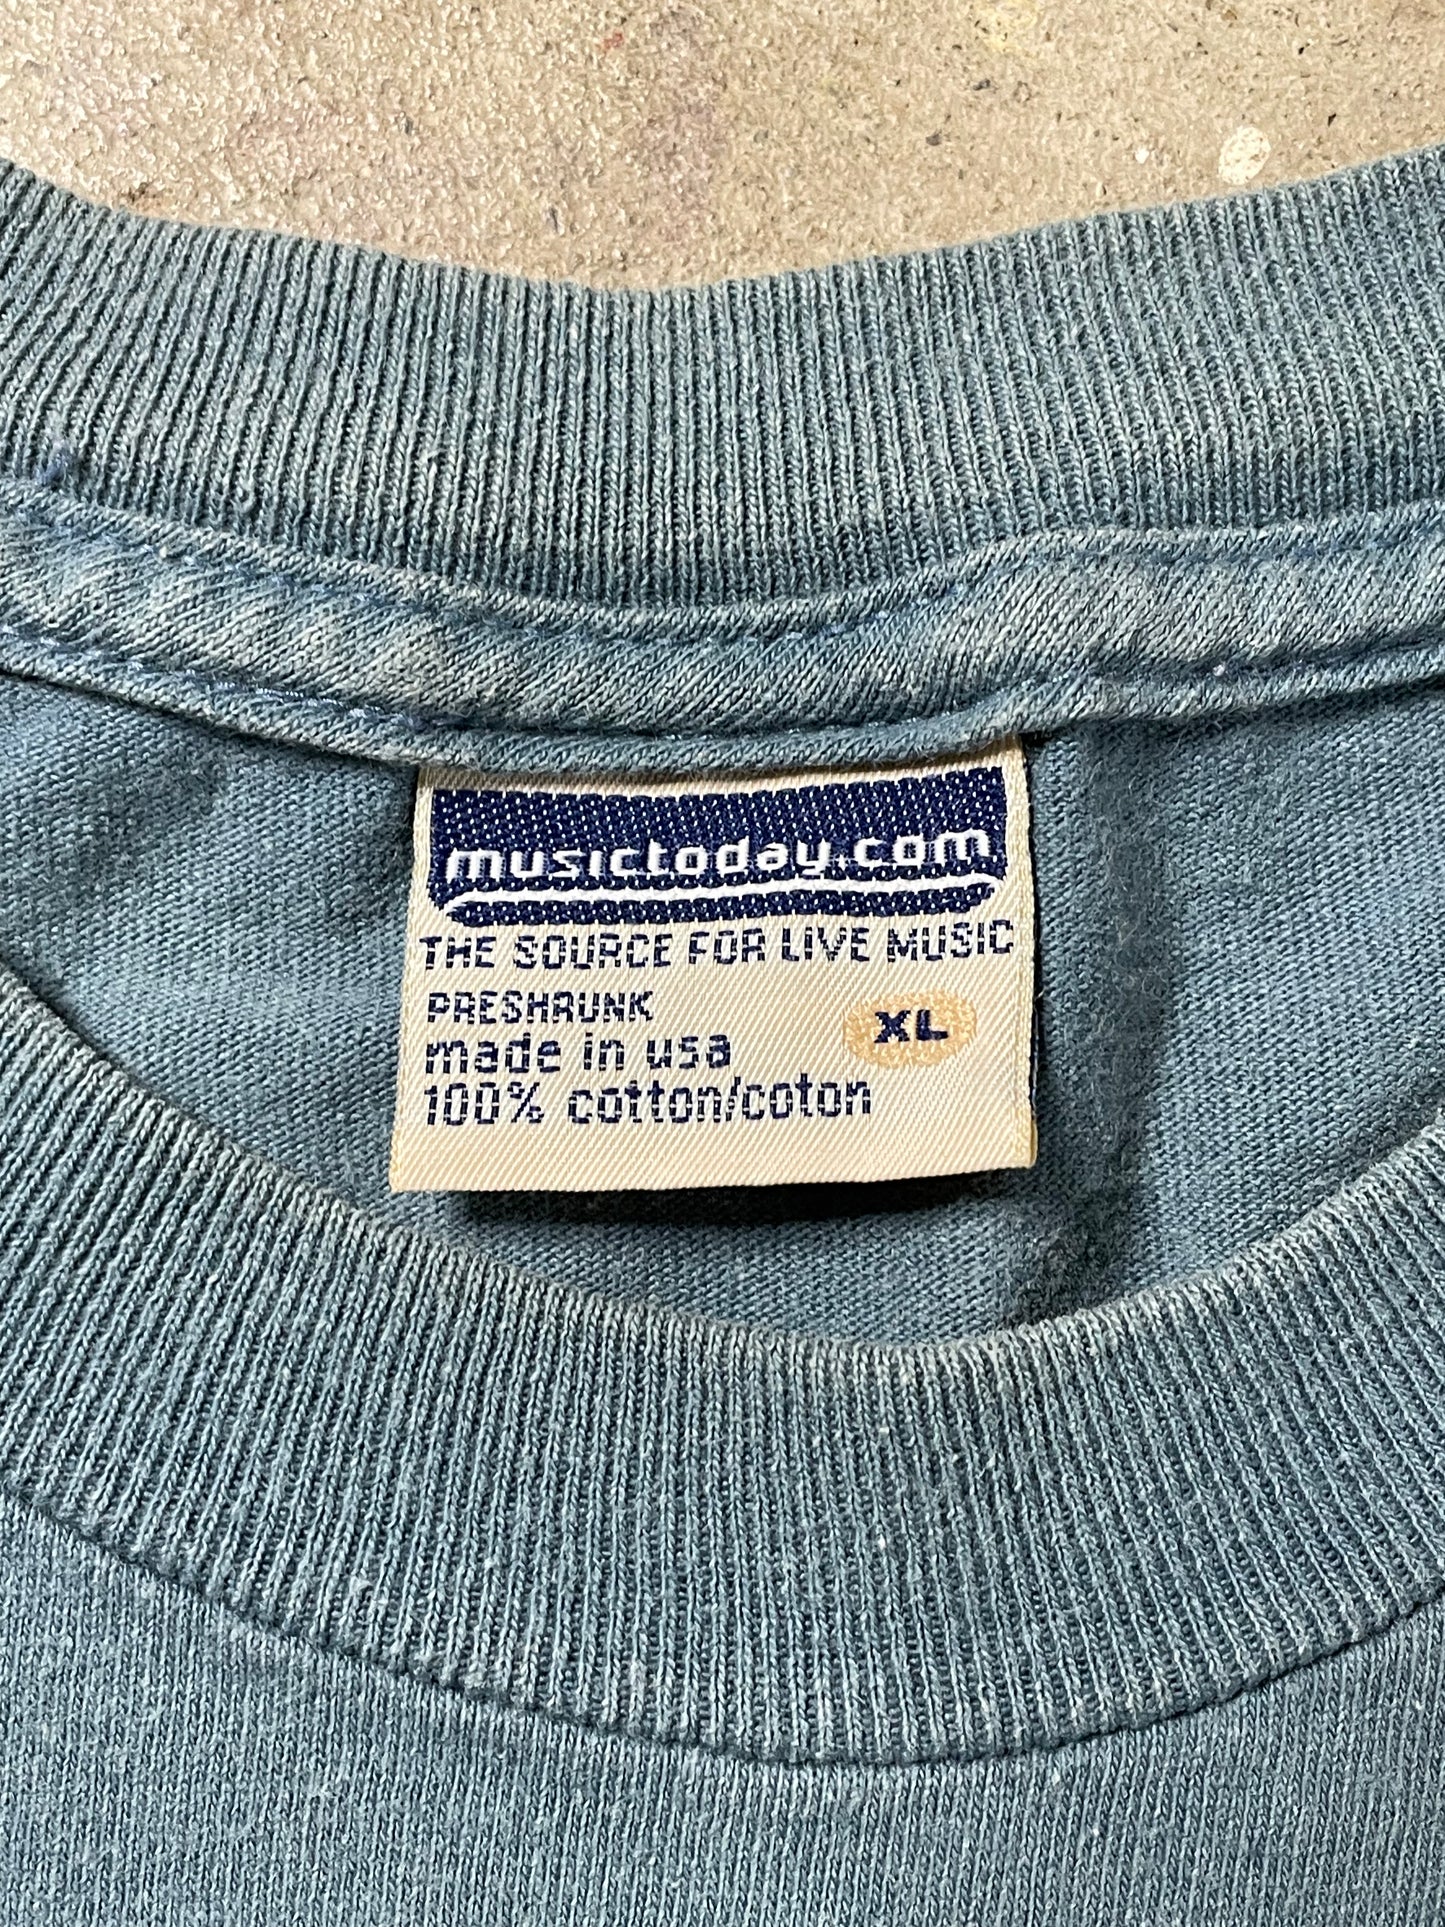 musictoday.com
THE SOURCE FOR LIVE MUSIC
PRESHRUNK
XL
made in usa
100% cotton/coton